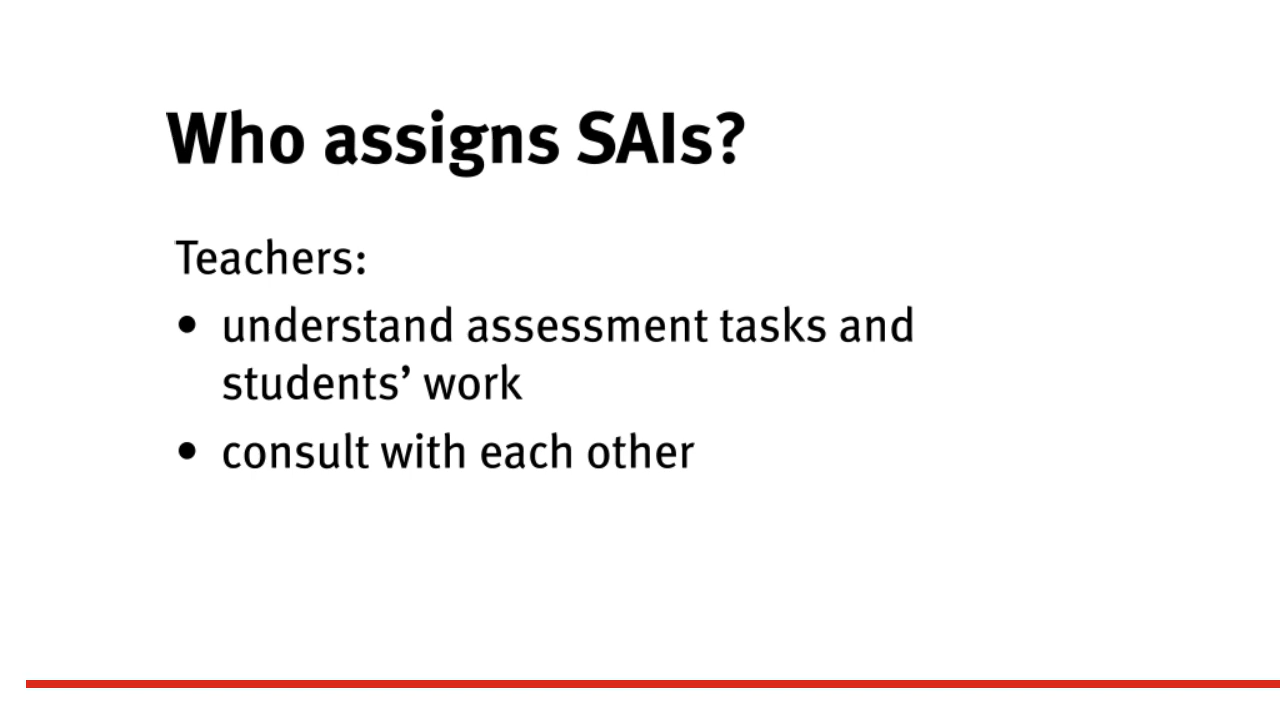 Who assigns SAIs?
Teachers:
• understand assessment tasks and
students’ work
• consult with each other